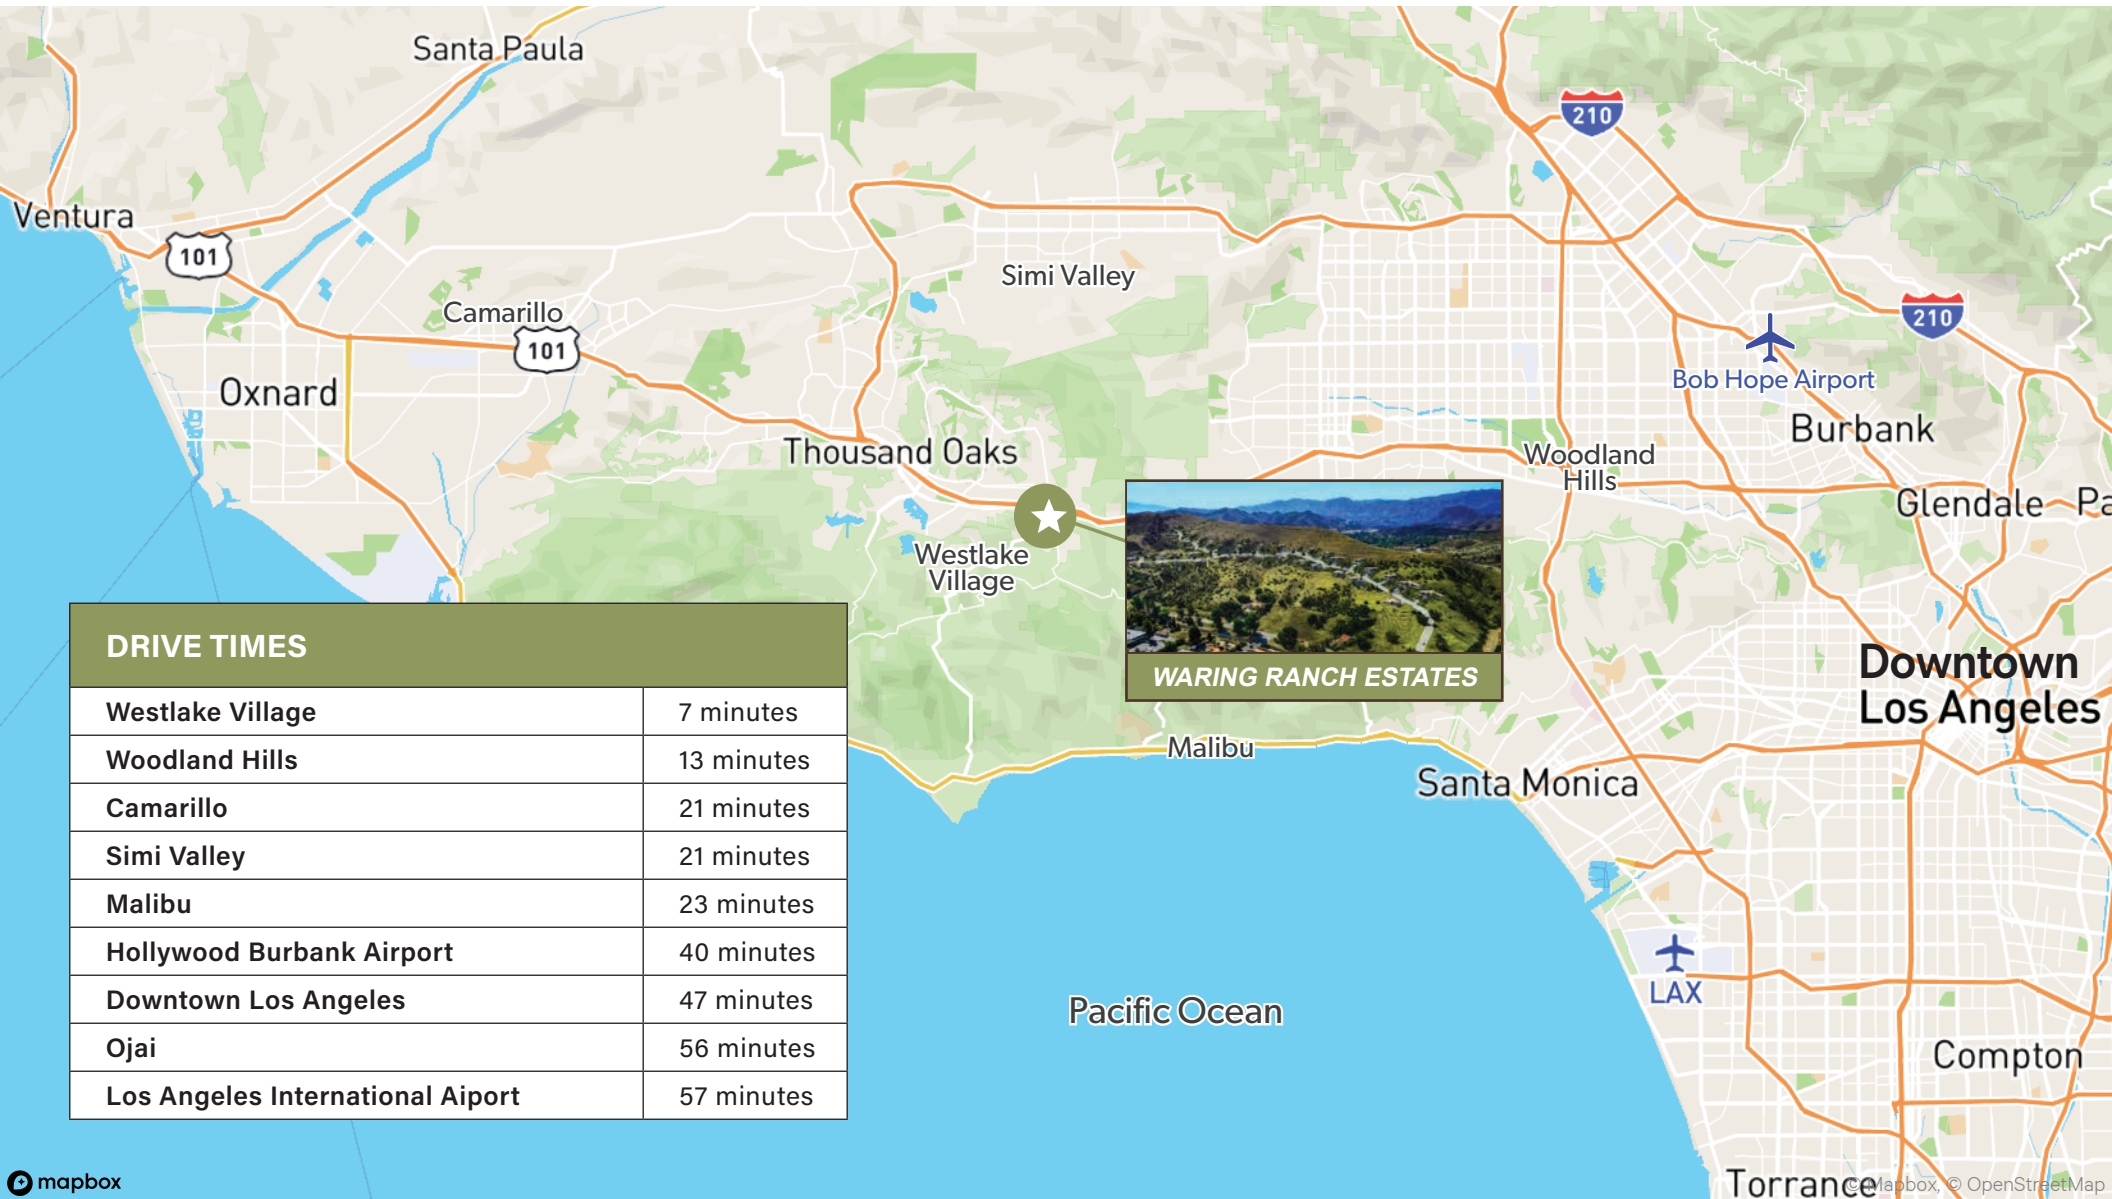 Santa Paula
210
Ventura
101
Simi Valley
Camarillo
101
210
Oxnard
Bob Hope Airport
Burbank
Thousand Oaks
Woodland
Hills
Glendale
Pa
Westlake
Village
WARING RANCH ESTATES
Downtown
Los Angeles
Malibu
Santa Monica
LAX
Pacific Ocean
Compton
Torrance
DRIVE TIMES
Westlake Village 7 minutes
Woodland Hills 13 minutes
Camarillo 21 minutes
Simi Valley 21 minutes
Malibu 23 minutes
Hollywood Burbank Airport 40 minutes
Downtown Los Angeles 47 minutes
Ojai 56 minutes
Los Angeles International Aiport 57 minutes
mapbox
© Mapbox, © OpenStreetMap